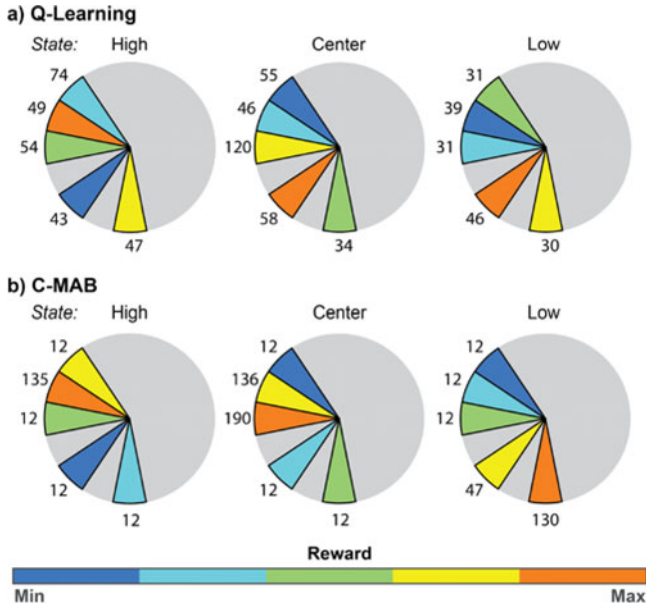 a) Q-Learning
State: High Center Low
74 55 31
49 46 39
54 120 31
43 58 46
47 34 30
b) C-MAB
State: High Center Low
12 12 12
135 136 12
12 190 12
12 12 47
12 12 130
Reward
Min Max